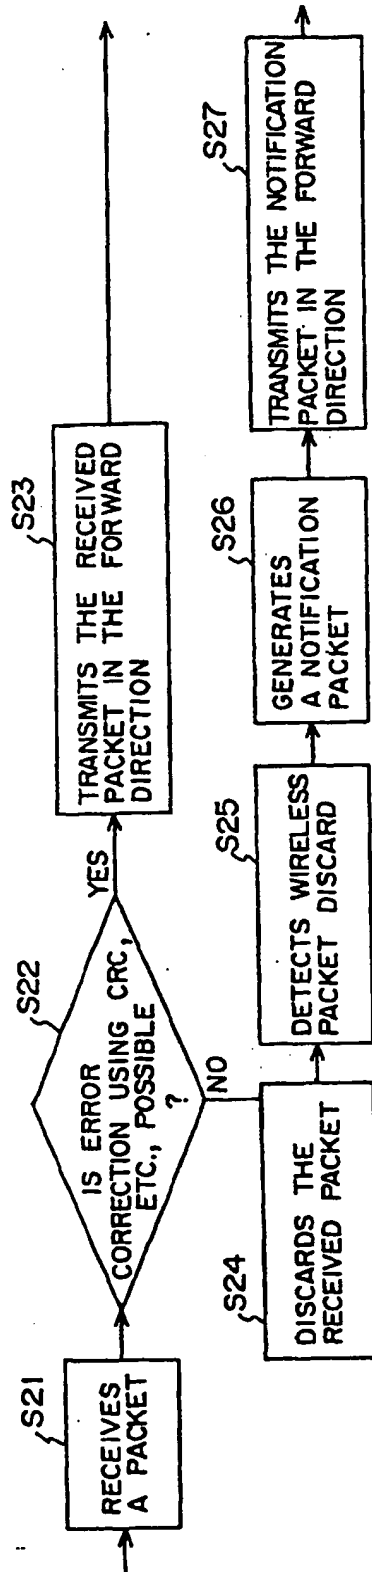 S21
RECEIVES
A PACKET
S22
IS ERROR
CORRECTION USING CRC,
ETC., POSSIBLE
?
YES
S23
TRANSMITS THE RECEIVED
PACKET IN THE FORWARD
DIRECTION
NO
S24
DISCARDS THE
RECEIVED PACKET
S25
DETECTS WIRELESS
PACKET DISCARD
S26
GENERATES
A NOTIFICATION
PACKET
S27
TRANSMITS THE NOTIFICATION
PACKET IN THE FORWARD
DIRECTION